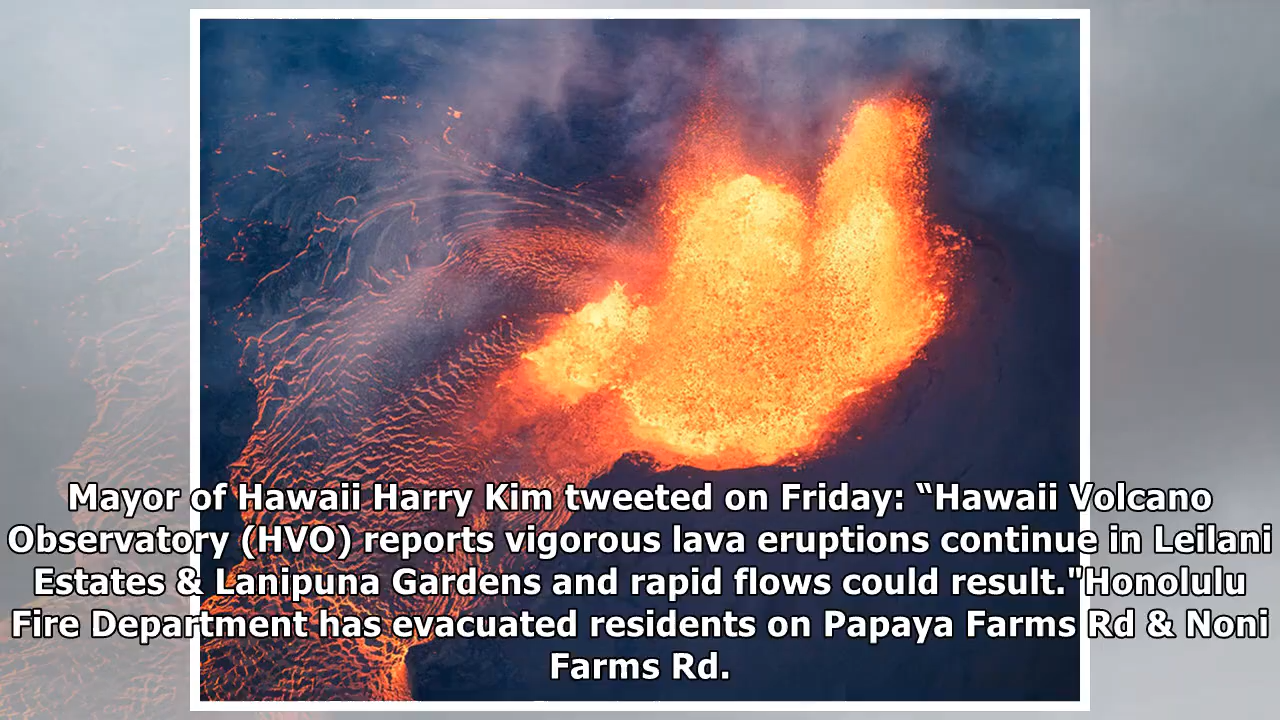 Mayor of Hawaii Harry Kim tweeted on Friday: “Hawaii Volcano
Observatory (HVO) reports vigorous lava eruptions continue in Leilani
Estates & Lanipuna Gardens and rapid flows could result."Honolulu
Fire Department has evacuated residents on Papaya Farms Rd & Noni
Farms Rd.